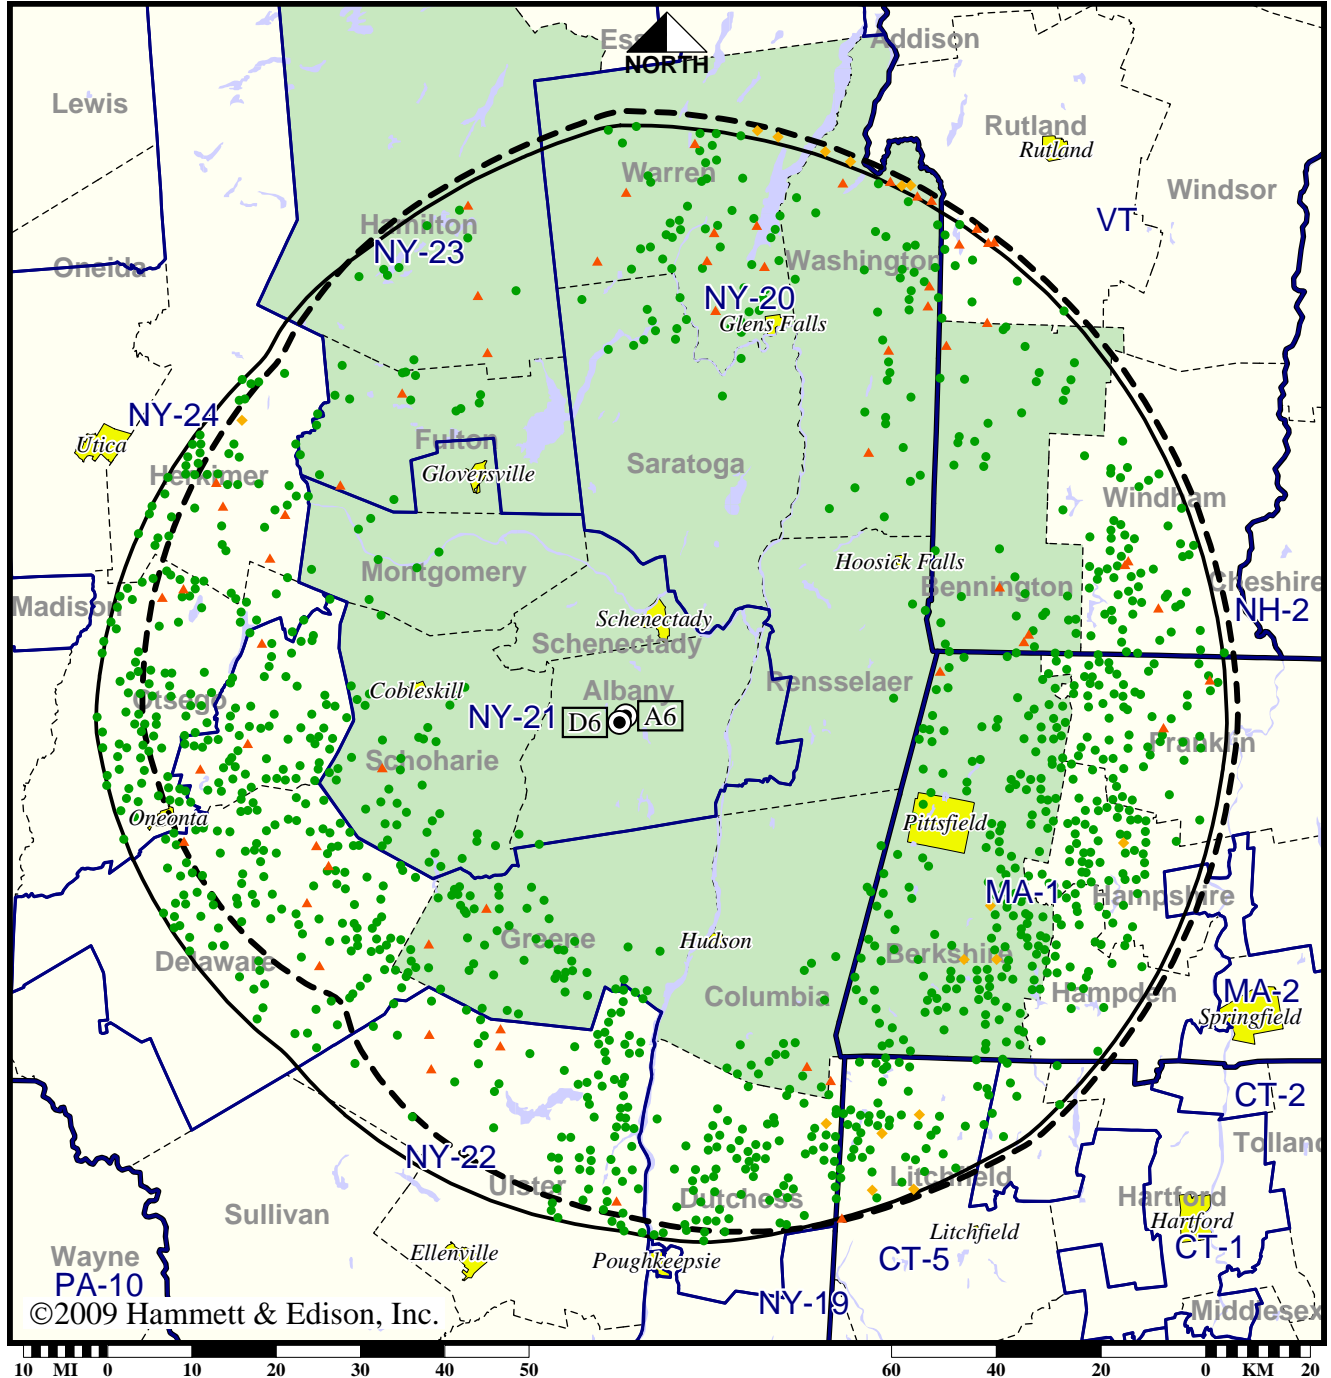 Essex
NORTH
Addison
Lewis
Rutland
Rutland
Warren
Windsor
VT
Hamilton
NY-23
Oneida
Washington
NY-20
Glens Falls
NY-24
Utica
Herkimer
Fulton
Gloversville
Saratoga
Windham
Montgomery
Hoosick Falls
Bennington
Cheshire
NH-2
Madison
Schenectady
Schenectady
Otsego
Cobleskill
Albany
Rensselaer
NY-21
D6
A6
Franklin
Schoharie
Oneonta
Pittsfield
MA-1
Hampshire
Greene
Hudson
Berkshire
Delaware
Columbia
Hampden
MA-2
Springfield
CT-2
Tolland
NY-22
Ulster
Dutchess
Litchfield
Hartford
Sullivan
Hartford
Litchfield
CT-1
Ellenville
Poughkeepsie
CT-5
Wayne
PA-10
NY-19
Middlesex
©2009 Hammett & Edison, Inc.
10 MI 0 10 20 30 40 50 60 40 20 0 KM 20